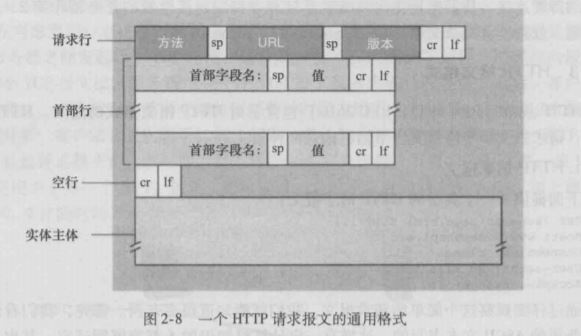 请求行 方法 sp URL sp 版本 cr lf
首部字段名： sp 值 cr lf
首部行
首部字段名： sp 值 cr lf
空行 cr lf
实体主体
图 2-8 一个 HTTP 请求报文的通用格式